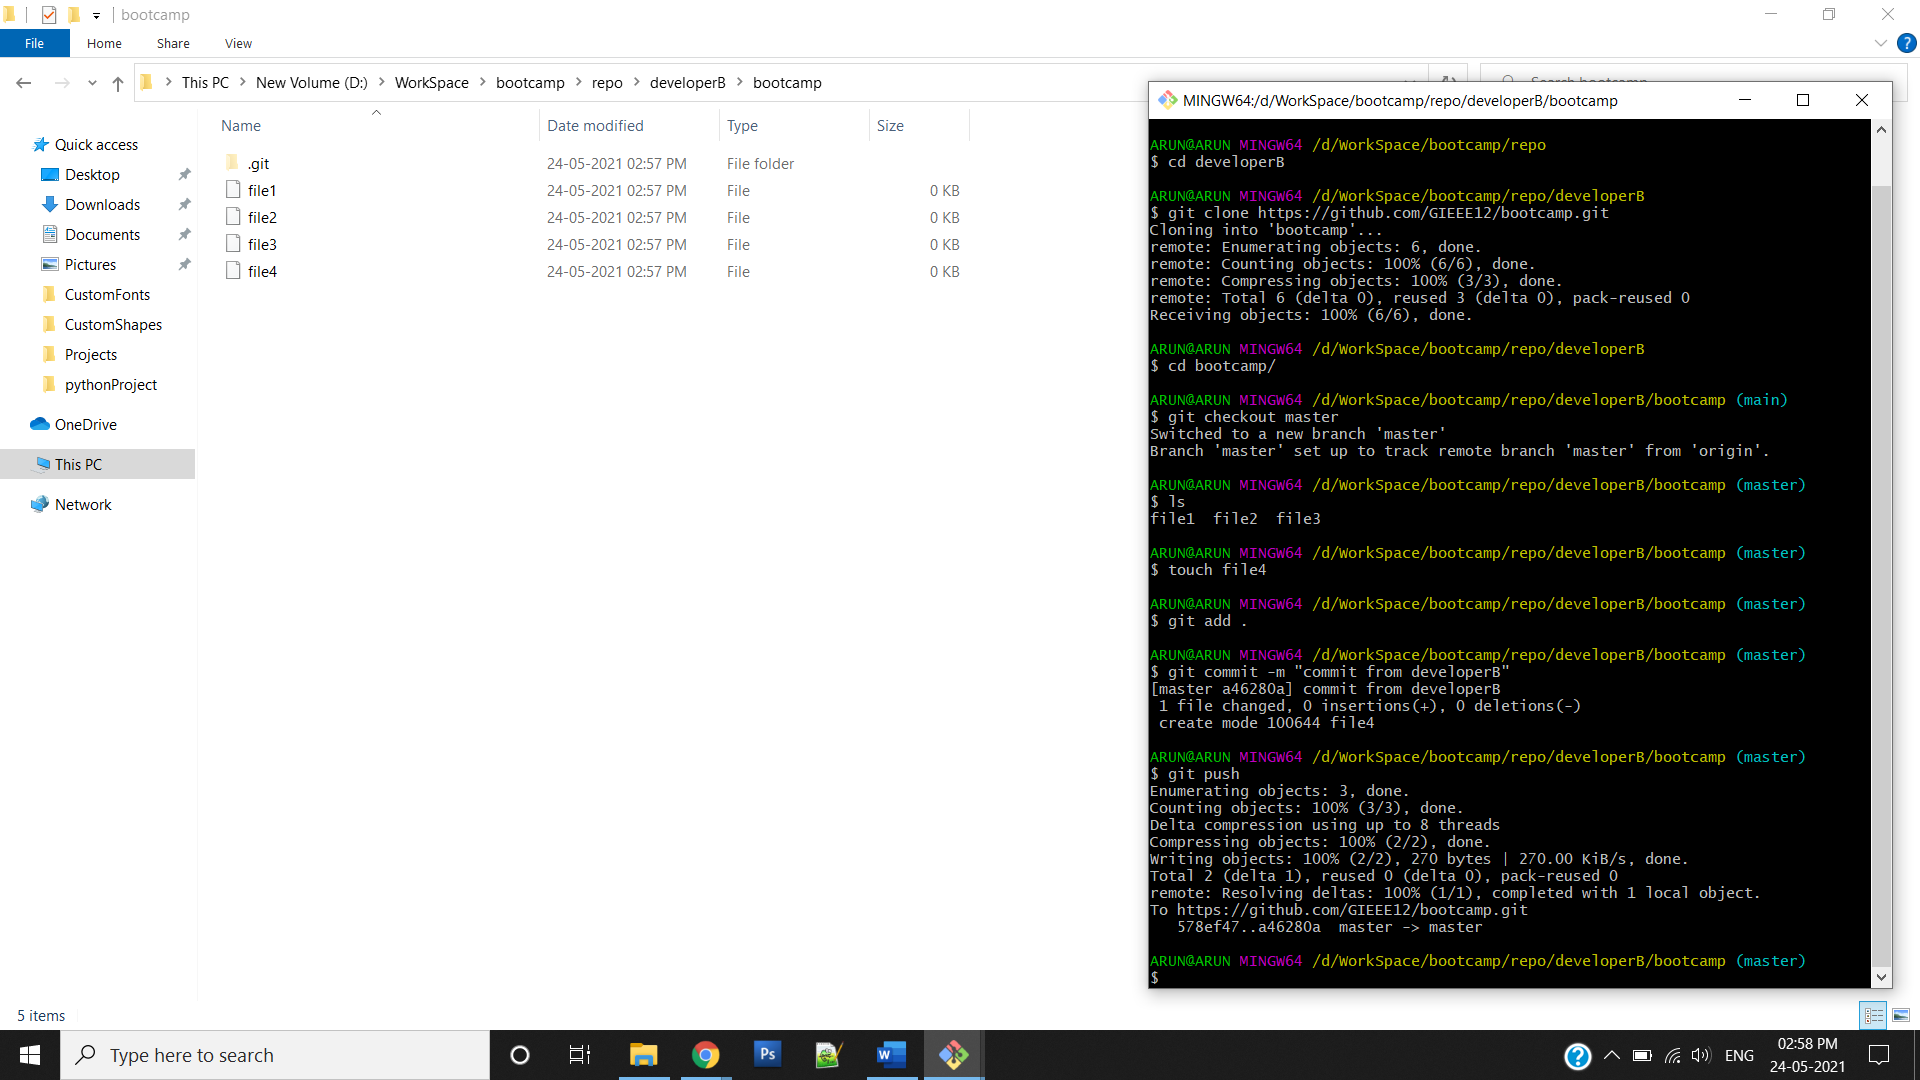 bootcamp
File Home Share View
This PC New Volume (D:) WorkSpace bootcamp repo developerB bootcamp
Name Date modified Type Size
Quick access
Desktop
Downloads
Documents
Pictures
CustomFonts
CustomShapes
Projects
pythonProject
OneDrive
This PC
Network
.git 24-05-2021 02:57 PM File folder
file1 24-05-2021 02:57 PM File 0 KB
file2 24-05-2021 02:57 PM File 0 KB
file3 24-05-2021 02:57 PM File 0 KB
file4 24-05-2021 02:57 PM File 0 KB
MINGW64:/d/WorkSpace/bootcamp/repo/developerB/bootcamp
ARUN@ARUN MINGW64 /d/WorkSpace/bootcamp/repo
$ cd developerB
ARUN@ARUN MINGW64 /d/WorkSpace/bootcamp/repo/developerB
$ git clone https://github.com/GIEEE12/bootcamp.git
Cloning into 'bootcamp'...
remote: Enumerating objects: 6, done.
remote: Counting objects: 100% (6/6), done.
remote: Compressing objects: 100% (3/3), done.
remote: Total 6 (delta 0), reused 3 (delta 0), pack-reused 0
Receiving objects: 100% (6/6), done.
ARUN@ARUN MINGW64 /d/WorkSpace/bootcamp/repo/developerB
$ cd bootcamp/
ARUN@ARUN MINGW64 /d/WorkSpace/bootcamp/repo/developerB/bootcamp (main)
$ git checkout master
Switched to a new branch 'master'
Branch 'master' set up to track remote branch 'master' from 'origin'.
ARUN@ARUN MINGW64 /d/WorkSpace/bootcamp/repo/developerB/bootcamp (master)
$ ls
file1 file2 file3
ARUN@ARUN MINGW64 /d/WorkSpace/bootcamp/repo/developerB/bootcamp (master)
$ touch file4
ARUN@ARUN MINGW64 /d/WorkSpace/bootcamp/repo/developerB/bootcamp (master)
$ git add .
ARUN@ARUN MINGW64 /d/WorkSpace/bootcamp/repo/developerB/bootcamp (master)
$ git commit -m "commit from developerB"
[master a46280a] commit from developerB
1 file changed, 0 insertions(+), 0 deletions(-)
create mode 100644 file4
ARUN@ARUN MINGW64 /d/WorkSpace/bootcamp/repo/developerB/bootcamp (master)
$ git push
Enumerating objects: 3, done.
Counting objects: 100% (3/3), done.
Delta compression using up to 8 threads
Compressing objects: 100% (2/2), done.
Writing objects: 100% (2/2), 270 bytes | 270.00 KiB/s, done.
Total 2 (delta 1), reused 0 (delta 0), pack-reused 0
remote: Resolving deltas: 100% (1/1), completed with 1 local object.
To https://github.com/GIEEE12/bootcamp.git
578ef47..a46280a master -> master
ARUN@ARUN MINGW64 /d/WorkSpace/bootcamp/repo/developerB/bootcamp (master)
$
5 items
Type here to search
Ps
W
ENG
02:58 PM
24-05-2021